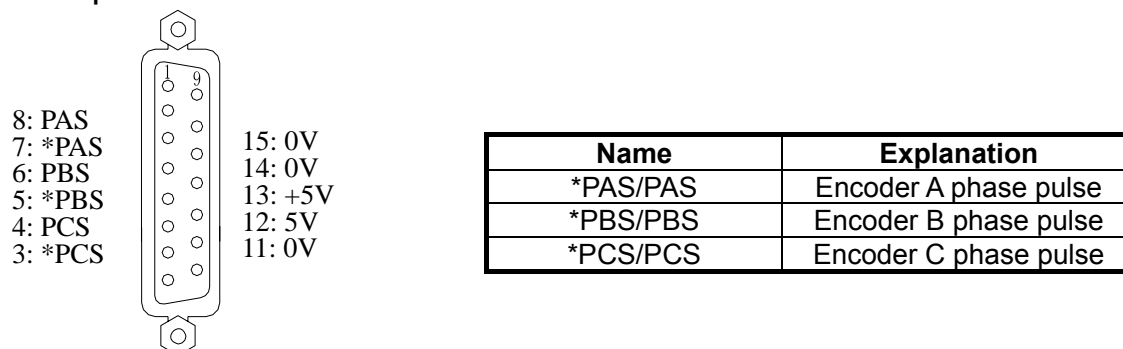 1 9
8: PAS
7: *PAS
6: PBS
5: *PBS
4: PCS
3: *PCS
15: 0V
14: 0V
13: +5V
12: 5V
11: 0V
Name Explanation
*PAS/PAS Encoder A phase pulse
*PBS/PBS Encoder B phase pulse
*PCS/PCS Encoder C phase pulse